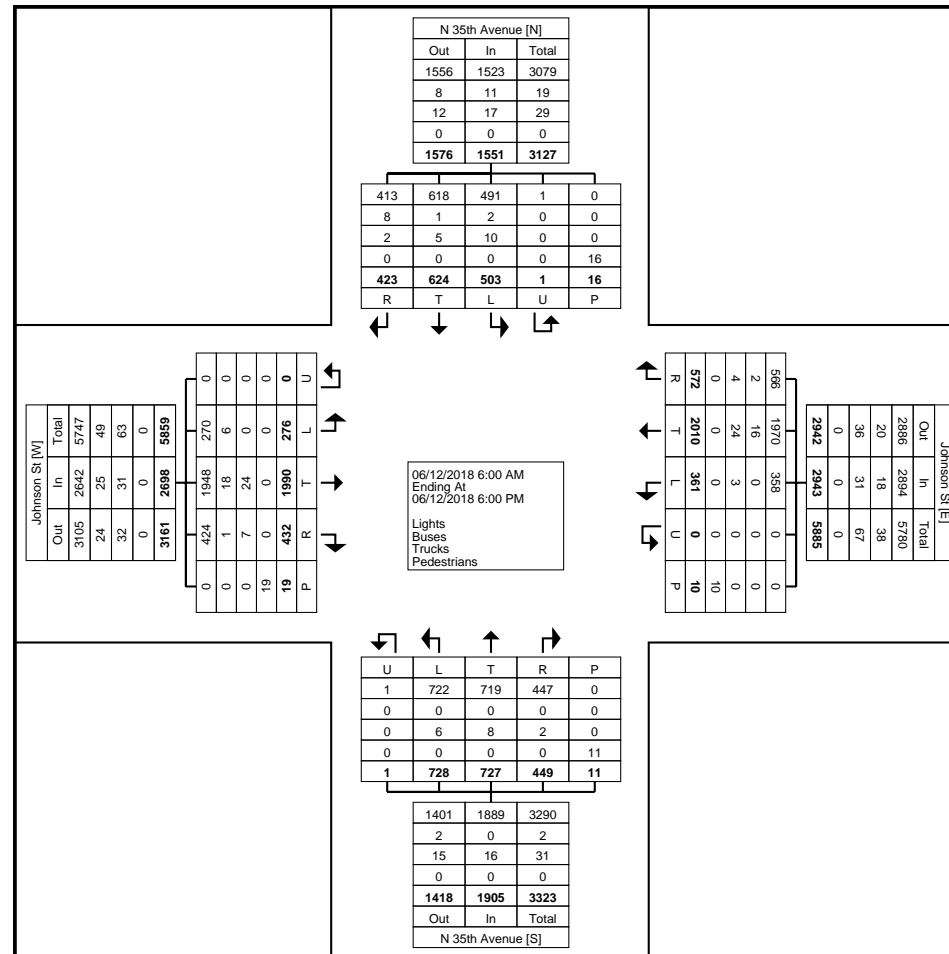 N 35th Avenue [N]
Out In Total
1556 1523 3079
8 11 19
12 17 29
0 0 0
1576 1551 3127
413 618 491 1 0
8 1 2 0 0
2 5 10 0 0
0 0 0 0 16
423 624 503 1 16
R T L U P
Johnson St [W]
Total 5747 49 63 0 5859
In 2642 25 31 0 2698
Out 3105 24 32 0 3161
0 0 0 0 0 U
270 6 0 0 276 L
1948 18 24 0 1990 T
424 1 7 0 432 R
0 0 0 19 19 P
06/12/2018 6:00 AM
Ending At
06/12/2018 6:00 PM
Lights
Buses
Trucks
Pedestrians
R 572 0 4 2 566
T 2010 0 24 16 1970
L 361 0 3 0 358
U 0 0 0 0 0
P 10 10 0 0 0
2942 0 36 20 2886 Out
2943 0 31 18 2894 In
5885 0 67 38 5780 Total
Johnson St [E]
U L T R P
1 722 719 447 0
0 0 0 0 0
0 6 8 2 0
0 0 0 0 11
1 728 727 449 11
1401 1889 3290
2 0 2
15 16 31
0 0 0
1418 1905 3323
Out In Total
N 35th Avenue [S]